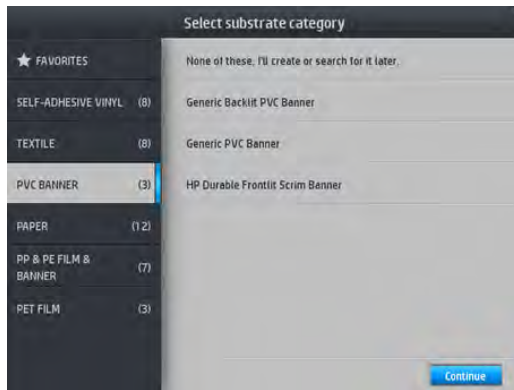 Select substrate category
FAVORITES
SELF-ADHESIVE VINYL (8)
TEXTILE (8)
PVC BANNER (3)
PAPER (12)
PP & PE FILM &
BANNER (7)
PET FILM (3)
None of these, I'll create or search for it later.
Generic Backlit PVC Banner
Generic PVC Banner
HP Durable Frontlit Scrim Banner
Continue